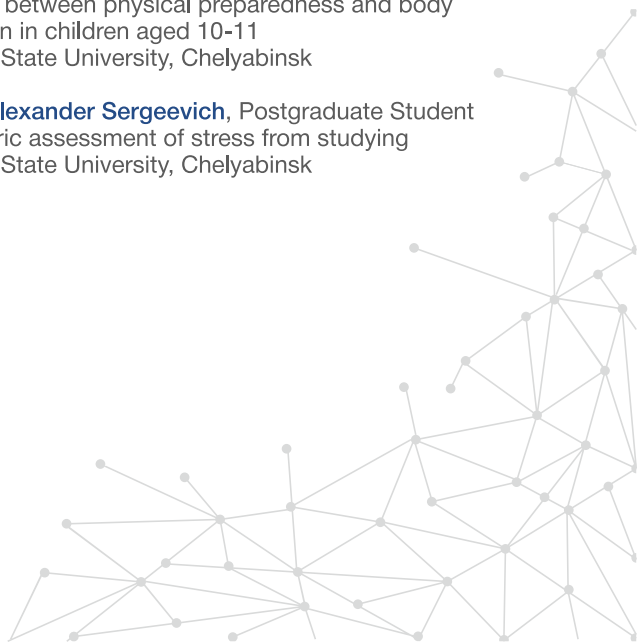 between physical preparedness and body
n in children aged 10-11
State University, Chelyabinsk
lexander Sergeevich, Postgraduate Student
ric assessment of stress from studying
State University, Chelyabinsk